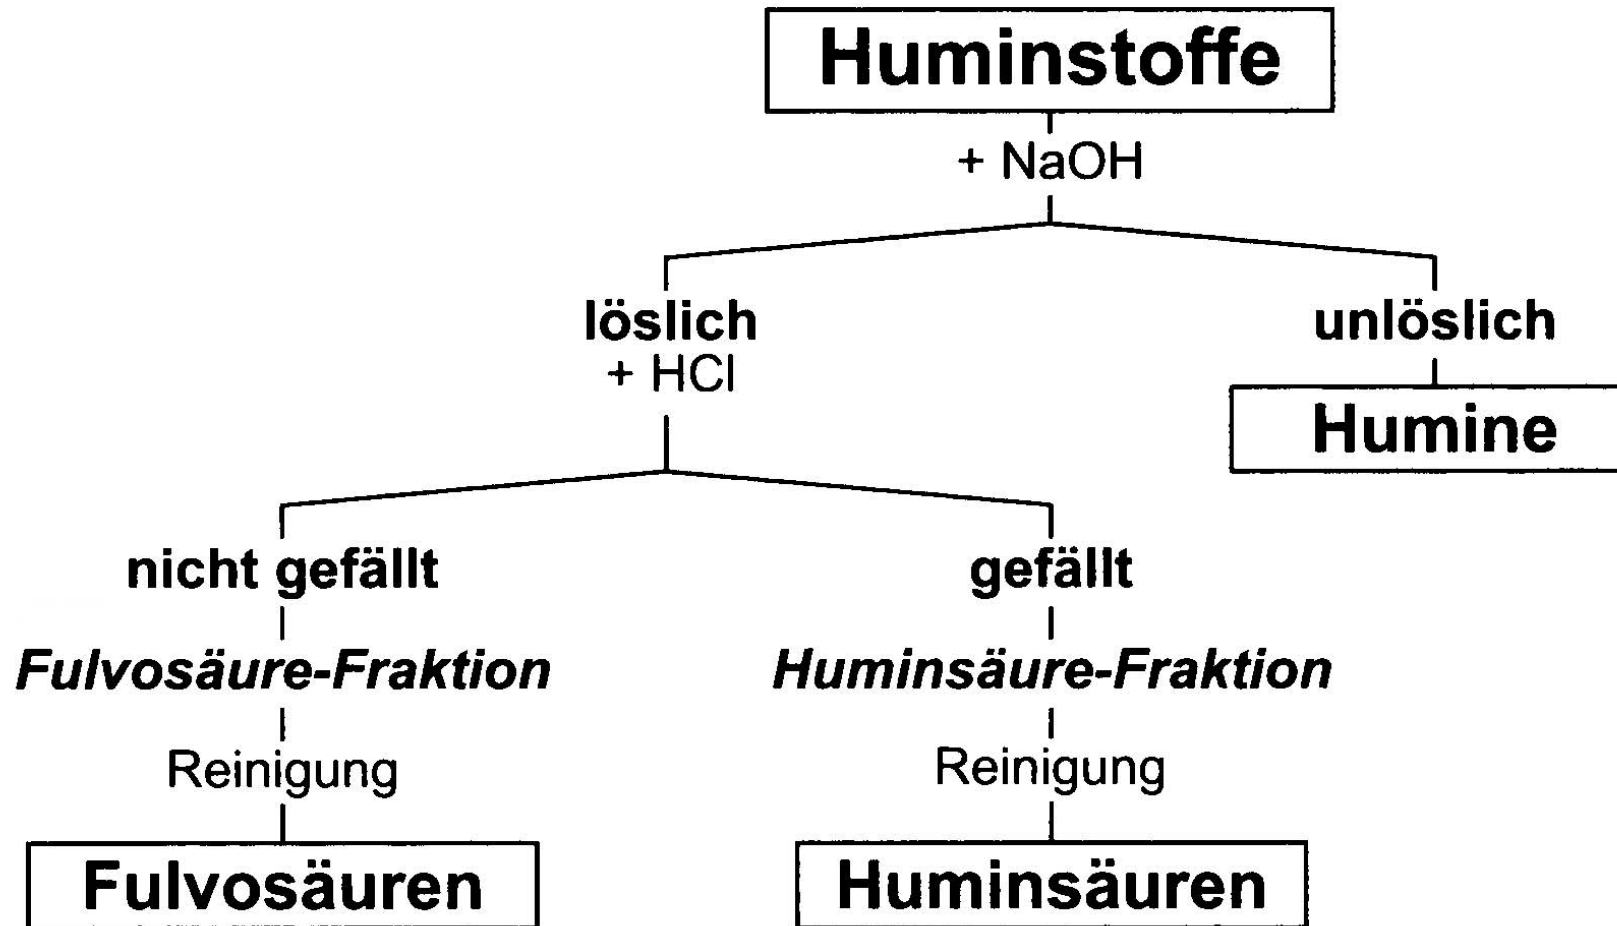 Huminstoffe
+ NaOH
löslich
unlöslich
+ HCl
Humine
nicht gefällt
gefällt
Fulvosäure-Fraktion
Huminsäure-Fraktion
Reinigung
Reinigung
Fulvosäuren
Huminsäuren